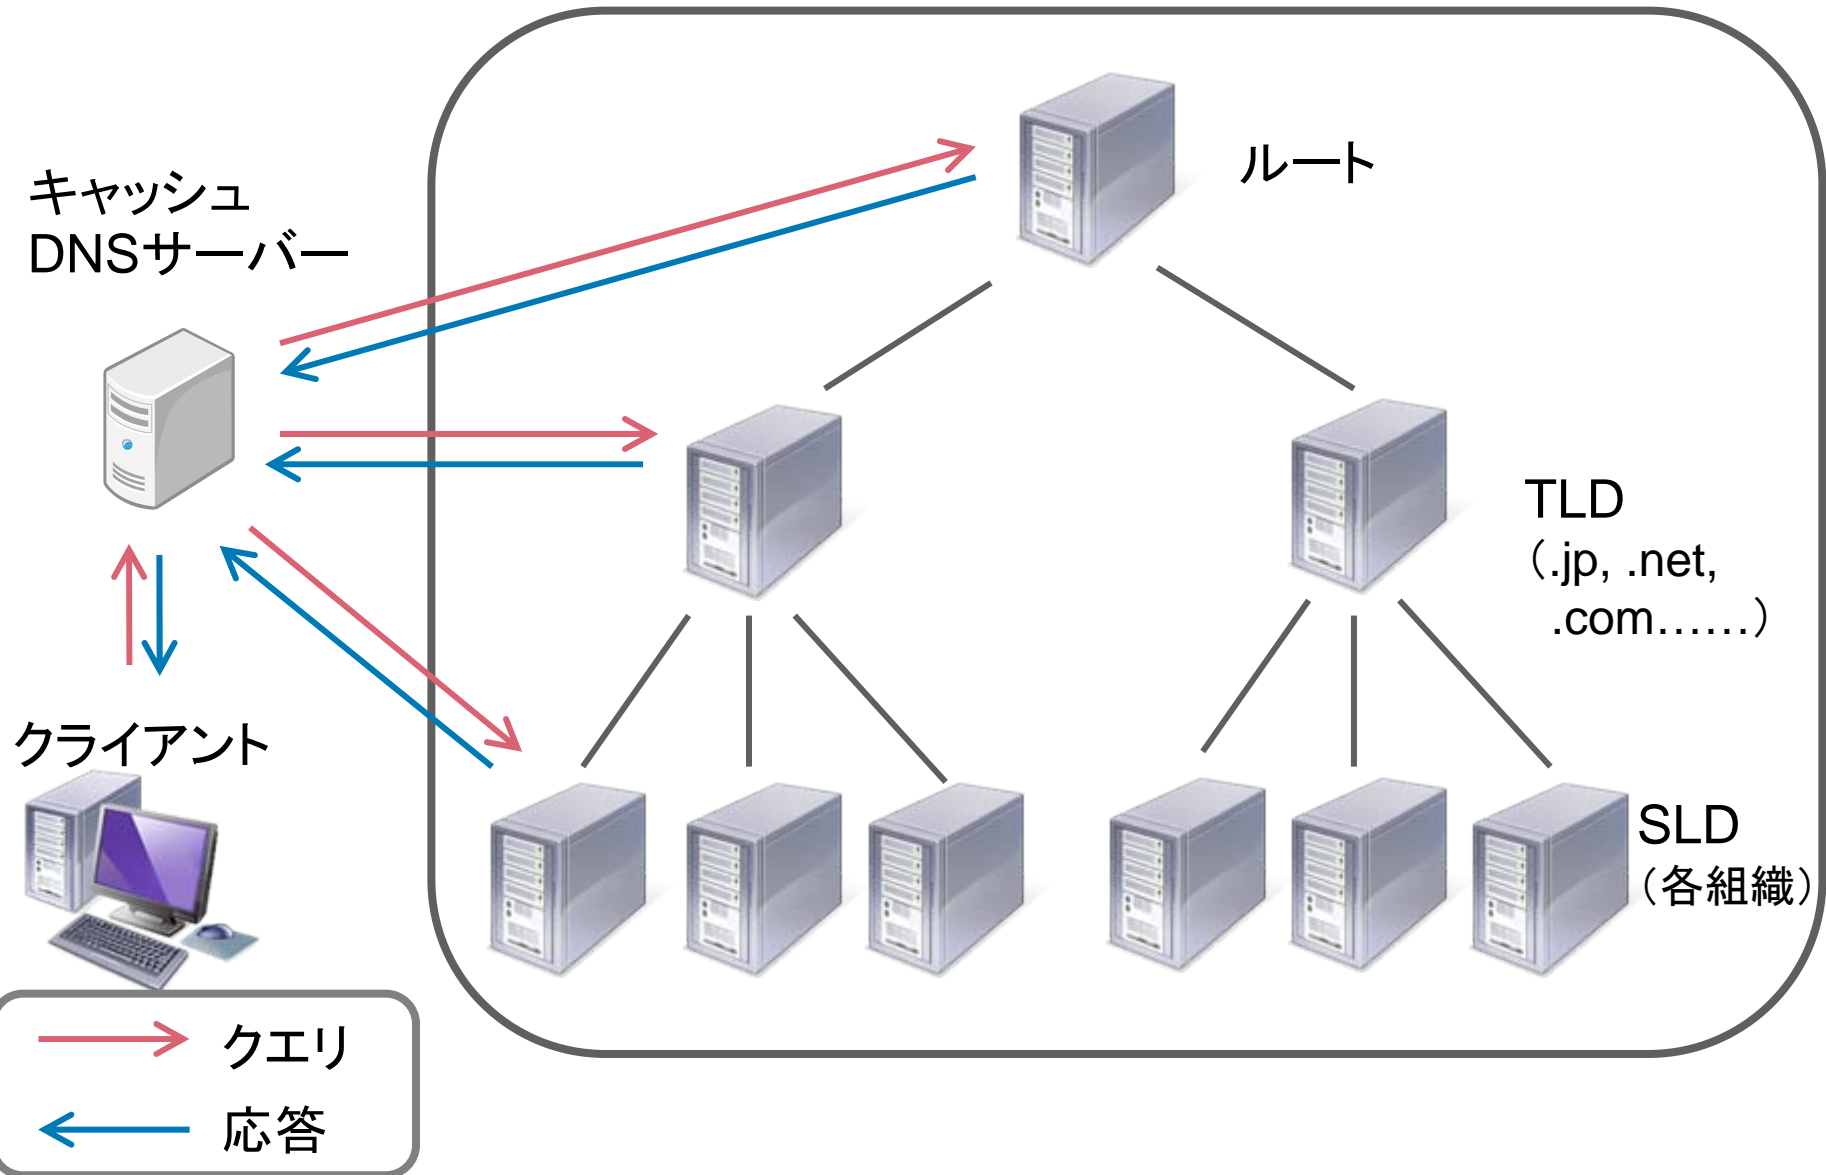 キャッシュ
DNSサーバー
ルート
TLD
（.jp, .net,
.com……）
クライアント
SLD
（各組織）
クエリ
応答